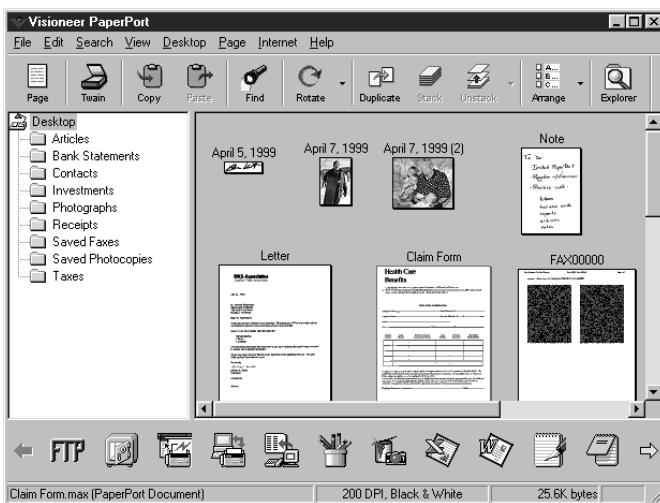 Visioneer PaperPort
File Edit Search View Desktop Page Internet Help
Page Twain Copy Paste Find Rotate Duplicate Stack Unstack Arrange Explorer
A...
B...
C...
Desktop
Articles
Bank Statements
Contacts
Investments
Photographs
Receipts
Saved Faxes
Saved Photocopies
Taxes
April 5, 1999 April 7, 1999 April 7, 1999 (2) Note
To Do
Letter Claim Form FAX00000
Associates
Health Care
Benefits
FTP
Claim Form.max (PaperPort Document) 200 DPI, Black & White 25.6K bytes